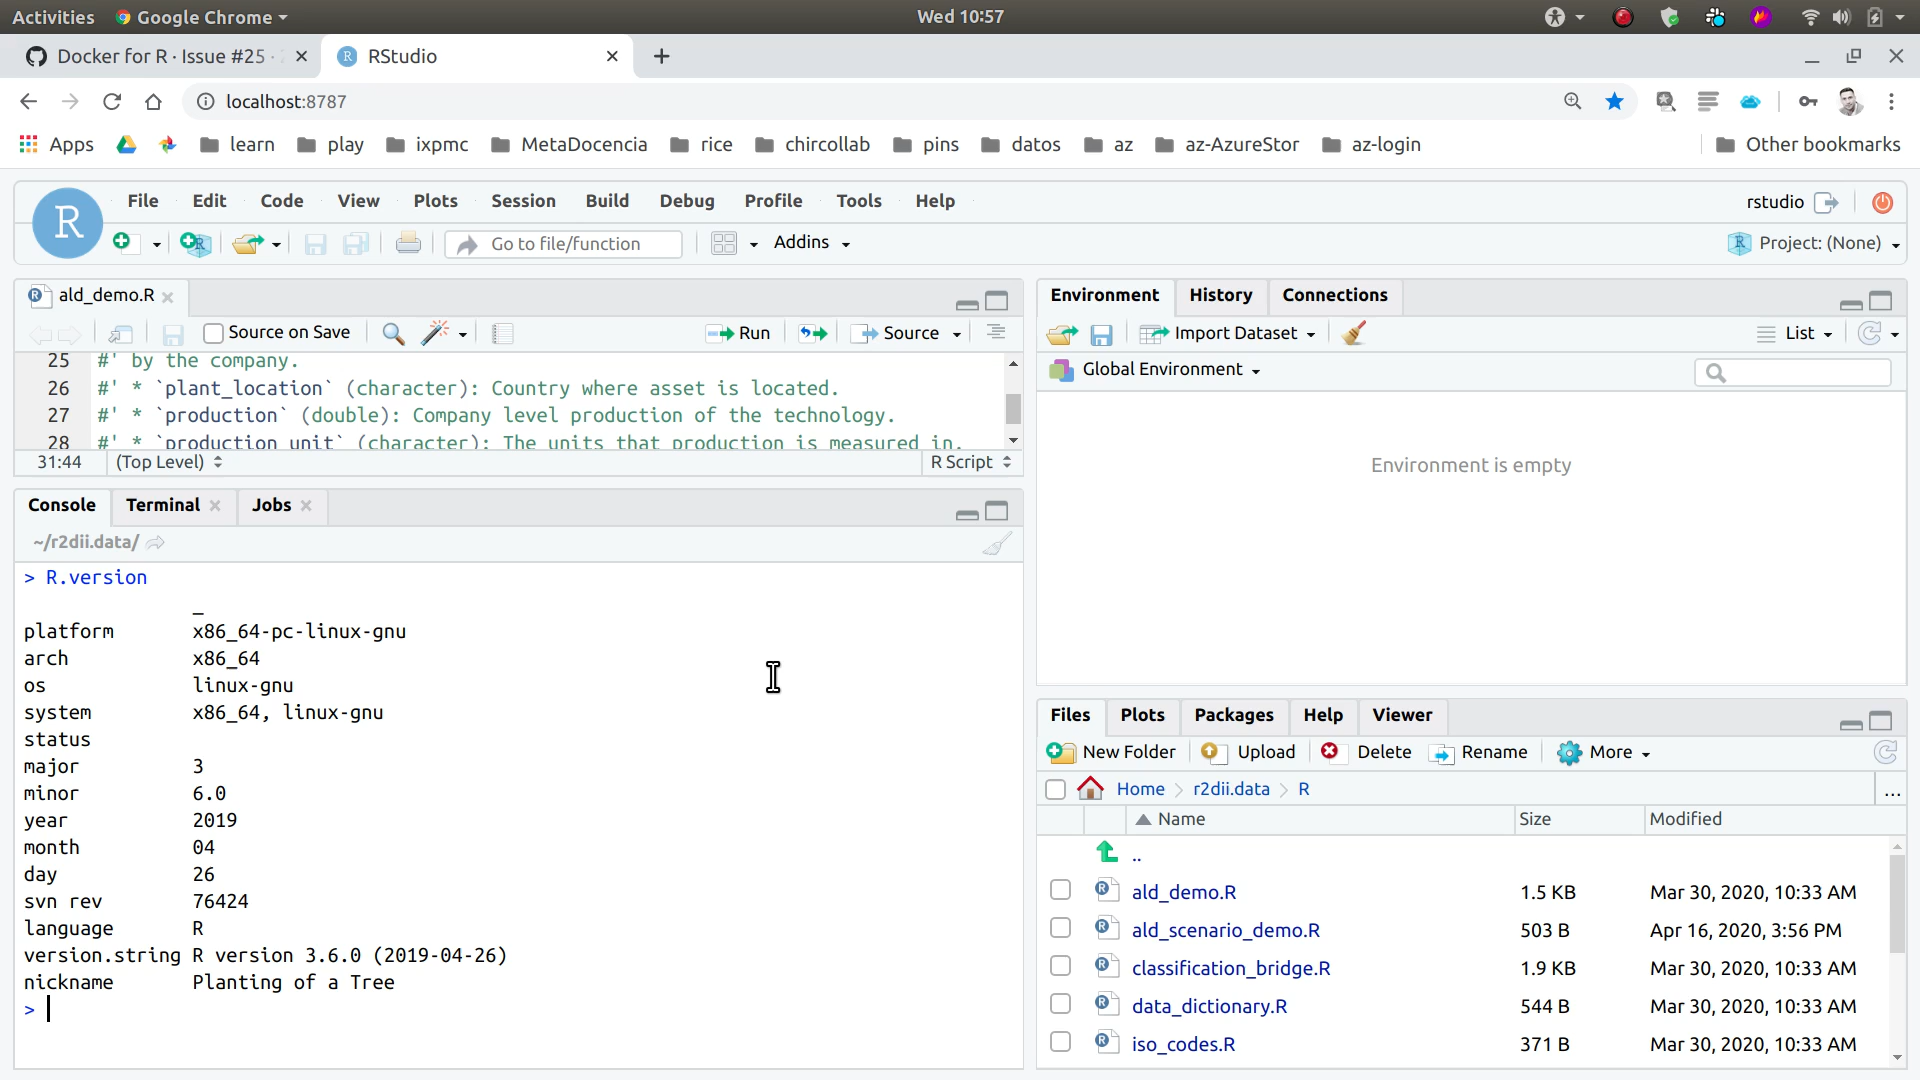 Activities Google Chrome Wed 10:57
Docker for R · Issue #25 · RStudio
localhost:8787
Apps learn play ixpmc MetaDocencia rice chircollab pins datos az az-AzureStor az-login Other bookmarks
R File Edit Code View Plots Session Build Debug Profile Tools Help rstudio
Go to file/function Addins Project: (None)
ald_demo.R
Source on Save Run Source
25 #' by the company.
26 #' * `plant_location` (character): Country where asset is located.
27 #' * `production` (double): Company level production of the technology.
28 #' * `production_unit` (character): The units that production is measured in.
31:44 (Top Level) R Script
Console Terminal Jobs
~/r2dii.data/
> R.version
_
platform x86_64-pc-linux-gnu
arch x86_64
os linux-gnu
system x86_64, linux-gnu
status
major 3
minor 6.0
year 2019
month 04
day 26
svn rev 76424
language R
version.string R version 3.6.0 (2019-04-26)
nickname Planting of a Tree
>
Environment History Connections
Import Dataset List
Global Environment
Environment is empty
Files Plots Packages Help Viewer
New Folder Upload Delete Rename More
Home r2dii.data R ...
Name Size Modified
..
ald_demo.R 1.5 KB Mar 30, 2020, 10:33 AM
ald_scenario_demo.R 503 B Apr 16, 2020, 3:56 PM
classification_bridge.R 1.9 KB Mar 30, 2020, 10:33 AM
data_dictionary.R 544 B Mar 30, 2020, 10:33 AM
iso_codes.R 371 B Mar 30, 2020, 10:33 AM